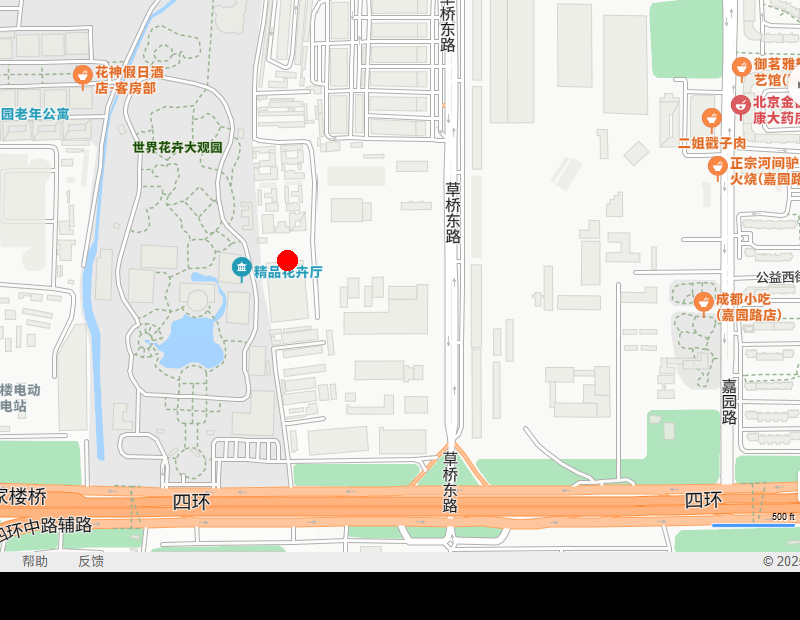 草桥东路
花神假日酒
店-客房部
园老年公寓
世界花卉大观园
御茗雅
艺馆
北京金
康大药房
二姐戳子肉
正宗河间驴
火烧(嘉园路
草桥东路
精品花卉厅
公益西街
成都小吃
(嘉园路店)
楼电动
电站
嘉园路
草桥东路
家楼桥
四环
四环
四环中路辅路
500 ft
帮助
反馈
© 202